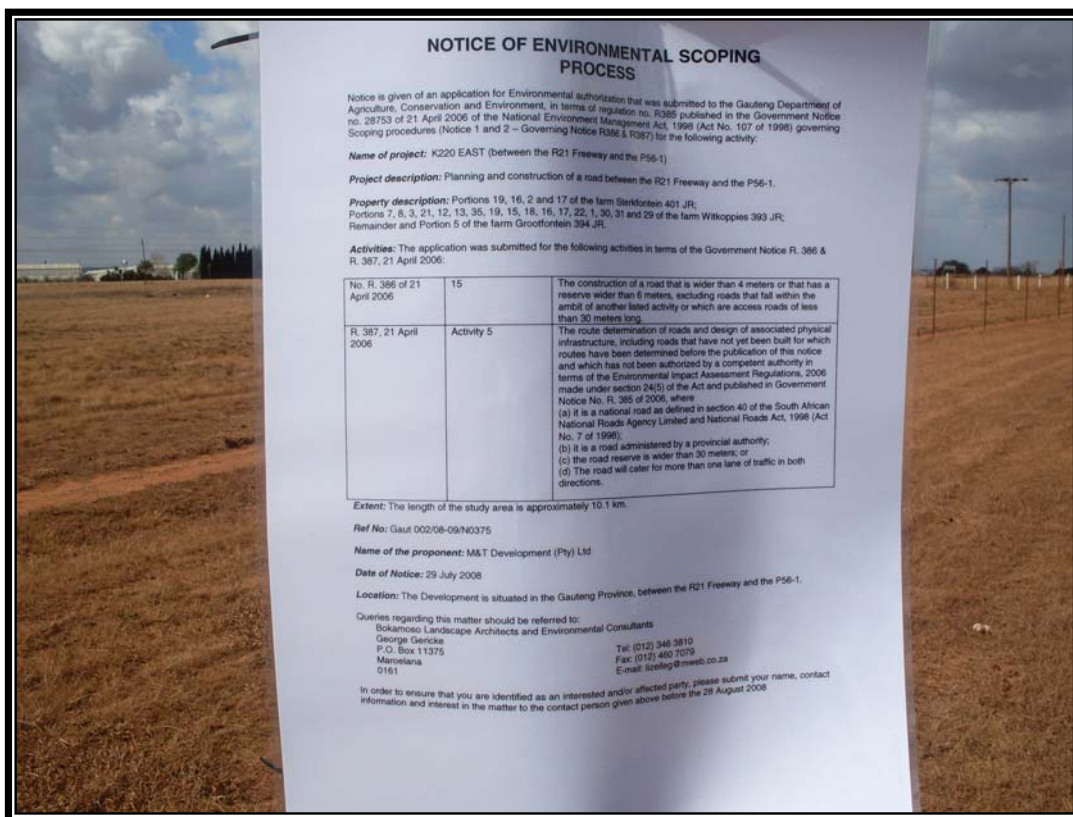 NOTICE OF ENVIRONMENTAL SCOPING
PROCESS
Notice is given of an application for Environmental authorization that was submitted to the Gauteng Department of
Agriculture, Conservation and Environment, in terms of regulation no. R385 published in the Government Notice
no. 28753 of 21 April 2006 of the National Environment Management Act, 1998 (Act No. 107 of 1998) governing
Scoping procedures (Notice 1 and 2 – Governing Notice R386 & R387) for the following activity:
Name of project: K220 EAST (between the R21 Freeway and the P56-1)
Project description: Planning and construction of a road between the R21 Freeway and the P56-1.
Property description: Portions 19, 16, 2 and 17 of the farm Sterkfontein 401 JR;
Portions 7, 8, 3, 21, 12, 13, 35, 19, 15, 18, 16, 17, 22, 1, 30, 31 and 29 of the farm Witkoppies 393 JR;
Remainder and Portion 5 of the farm Grootfontein 394 JR.
Activities: The application was submitted for the following activities in terms of the Government Notice R. 386 &
R. 387, 21 April 2006:
No. R. 386 of 21
April 2006
15
The construction of a road that is wider than 4 meters or that has a
reserve wider than 6 meters, excluding roads that fall within the
ambit of another listed activity or which are access roads of less
than 30 meters long.
R. 387, 21 April
2006
Activity 5
The route determination of roads and design of associated physical
infrastructure, including roads that have not yet been built for which
routes have been determined before the publication of this notice
and which has not been authorized by a competent authority in
terms of the Environmental Impact Assessment Regulations, 2006
made under section 24(5) of the Act and published in Government
Notice No. R. 385 of 2006, where
(a) it is a national road as defined in section 40 of the South African
National Roads Agency Limited and National Roads Act, 1998 (Act
No. 7 of 1998);
(b) it is a road administered by a provincial authority;
(c) the road reserve is wider than 30 meters; or
(d) The road will cater for more than one lane of traffic in both
directions.
Extent: The length of the study area is approximately 10.1 km.
Ref No: Gaut 002/08-09/N0375
Name of the proponent: M&T Development (Pty) Ltd
Date of Notice: 29 July 2008
Location: The Development is situated in the Gauteng Province, between the R21 Freeway and the P56-1.
Queries regarding this matter should be referred to:
Bokamoso Landscape Architects and Environmental Consultants
George Gericke
P.O. Box 11375
Maroelana
0161
Tel: (012) 346 3810
Fax: (012) 460 7079
E-mail: lizelleg@mweb.co.za
In order to ensure that you are identified as an interested and/or affected party, please submit your name, contact
information and interest in the matter to the contact person given above before the 28 August 2008